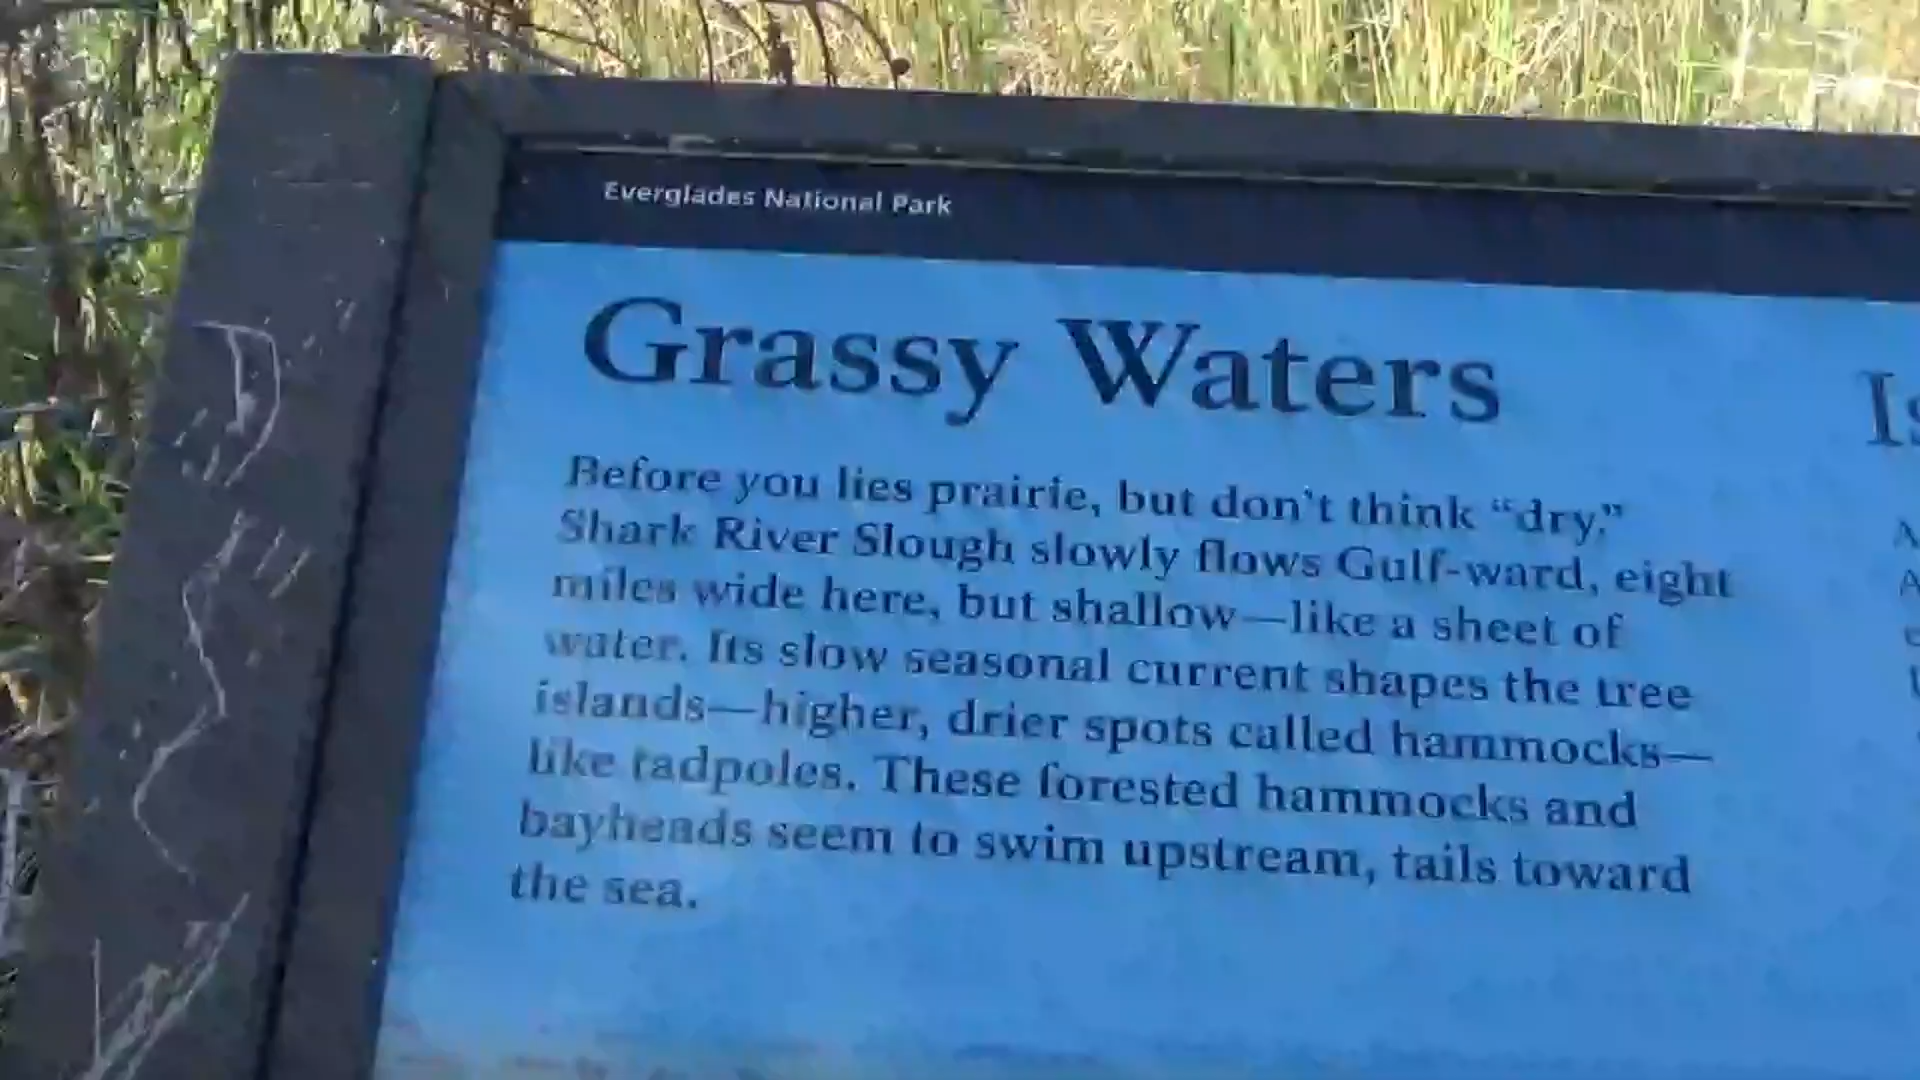 Everglades National Park
Grassy Waters
Before you lies prairie, but don't think “dry.”
Shark River Slough slowly flows Gulf-ward, eight
miles wide here, but shallow—like a sheet of
water. Its slow seasonal current shapes the tree
islands—higher, drier spots called hammocks—
like tadpoles. These forested hammocks and
bayheads seem to swim upstream, tails toward
the sea.
Is